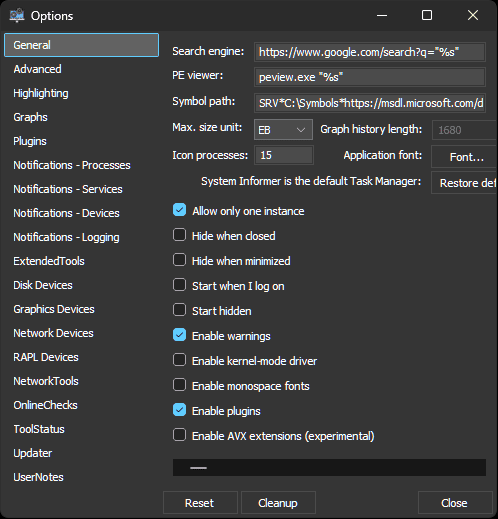 Options
General
Advanced
Highlighting
Graphs
Plugins
Notifications - Processes
Notifications - Services
Notifications - Devices
Notifications - Logging
ExtendedTools
Disk Devices
Graphics Devices
Network Devices
RAPL Devices
NetworkTools
OnlineChecks
ToolStatus
Updater
UserNotes
Search engine: https://www.google.com/search?q="%s"
PE viewer: peview.exe "%s"
Symbol path: SRV*C:\Symbols*https://msdl.microsoft.com/d
Max. size unit: EB Graph history length: 1680
Icon processes: 15 Application font: Font...
System Informer is the default Task Manager: Restore def
Allow only one instance
Hide when closed
Hide when minimized
Start when I log on
Start hidden
Enable warnings
Enable kernel-mode driver
Enable monospace fonts
Enable plugins
Enable AVX extensions (experimental)
Reset Cleanup Close